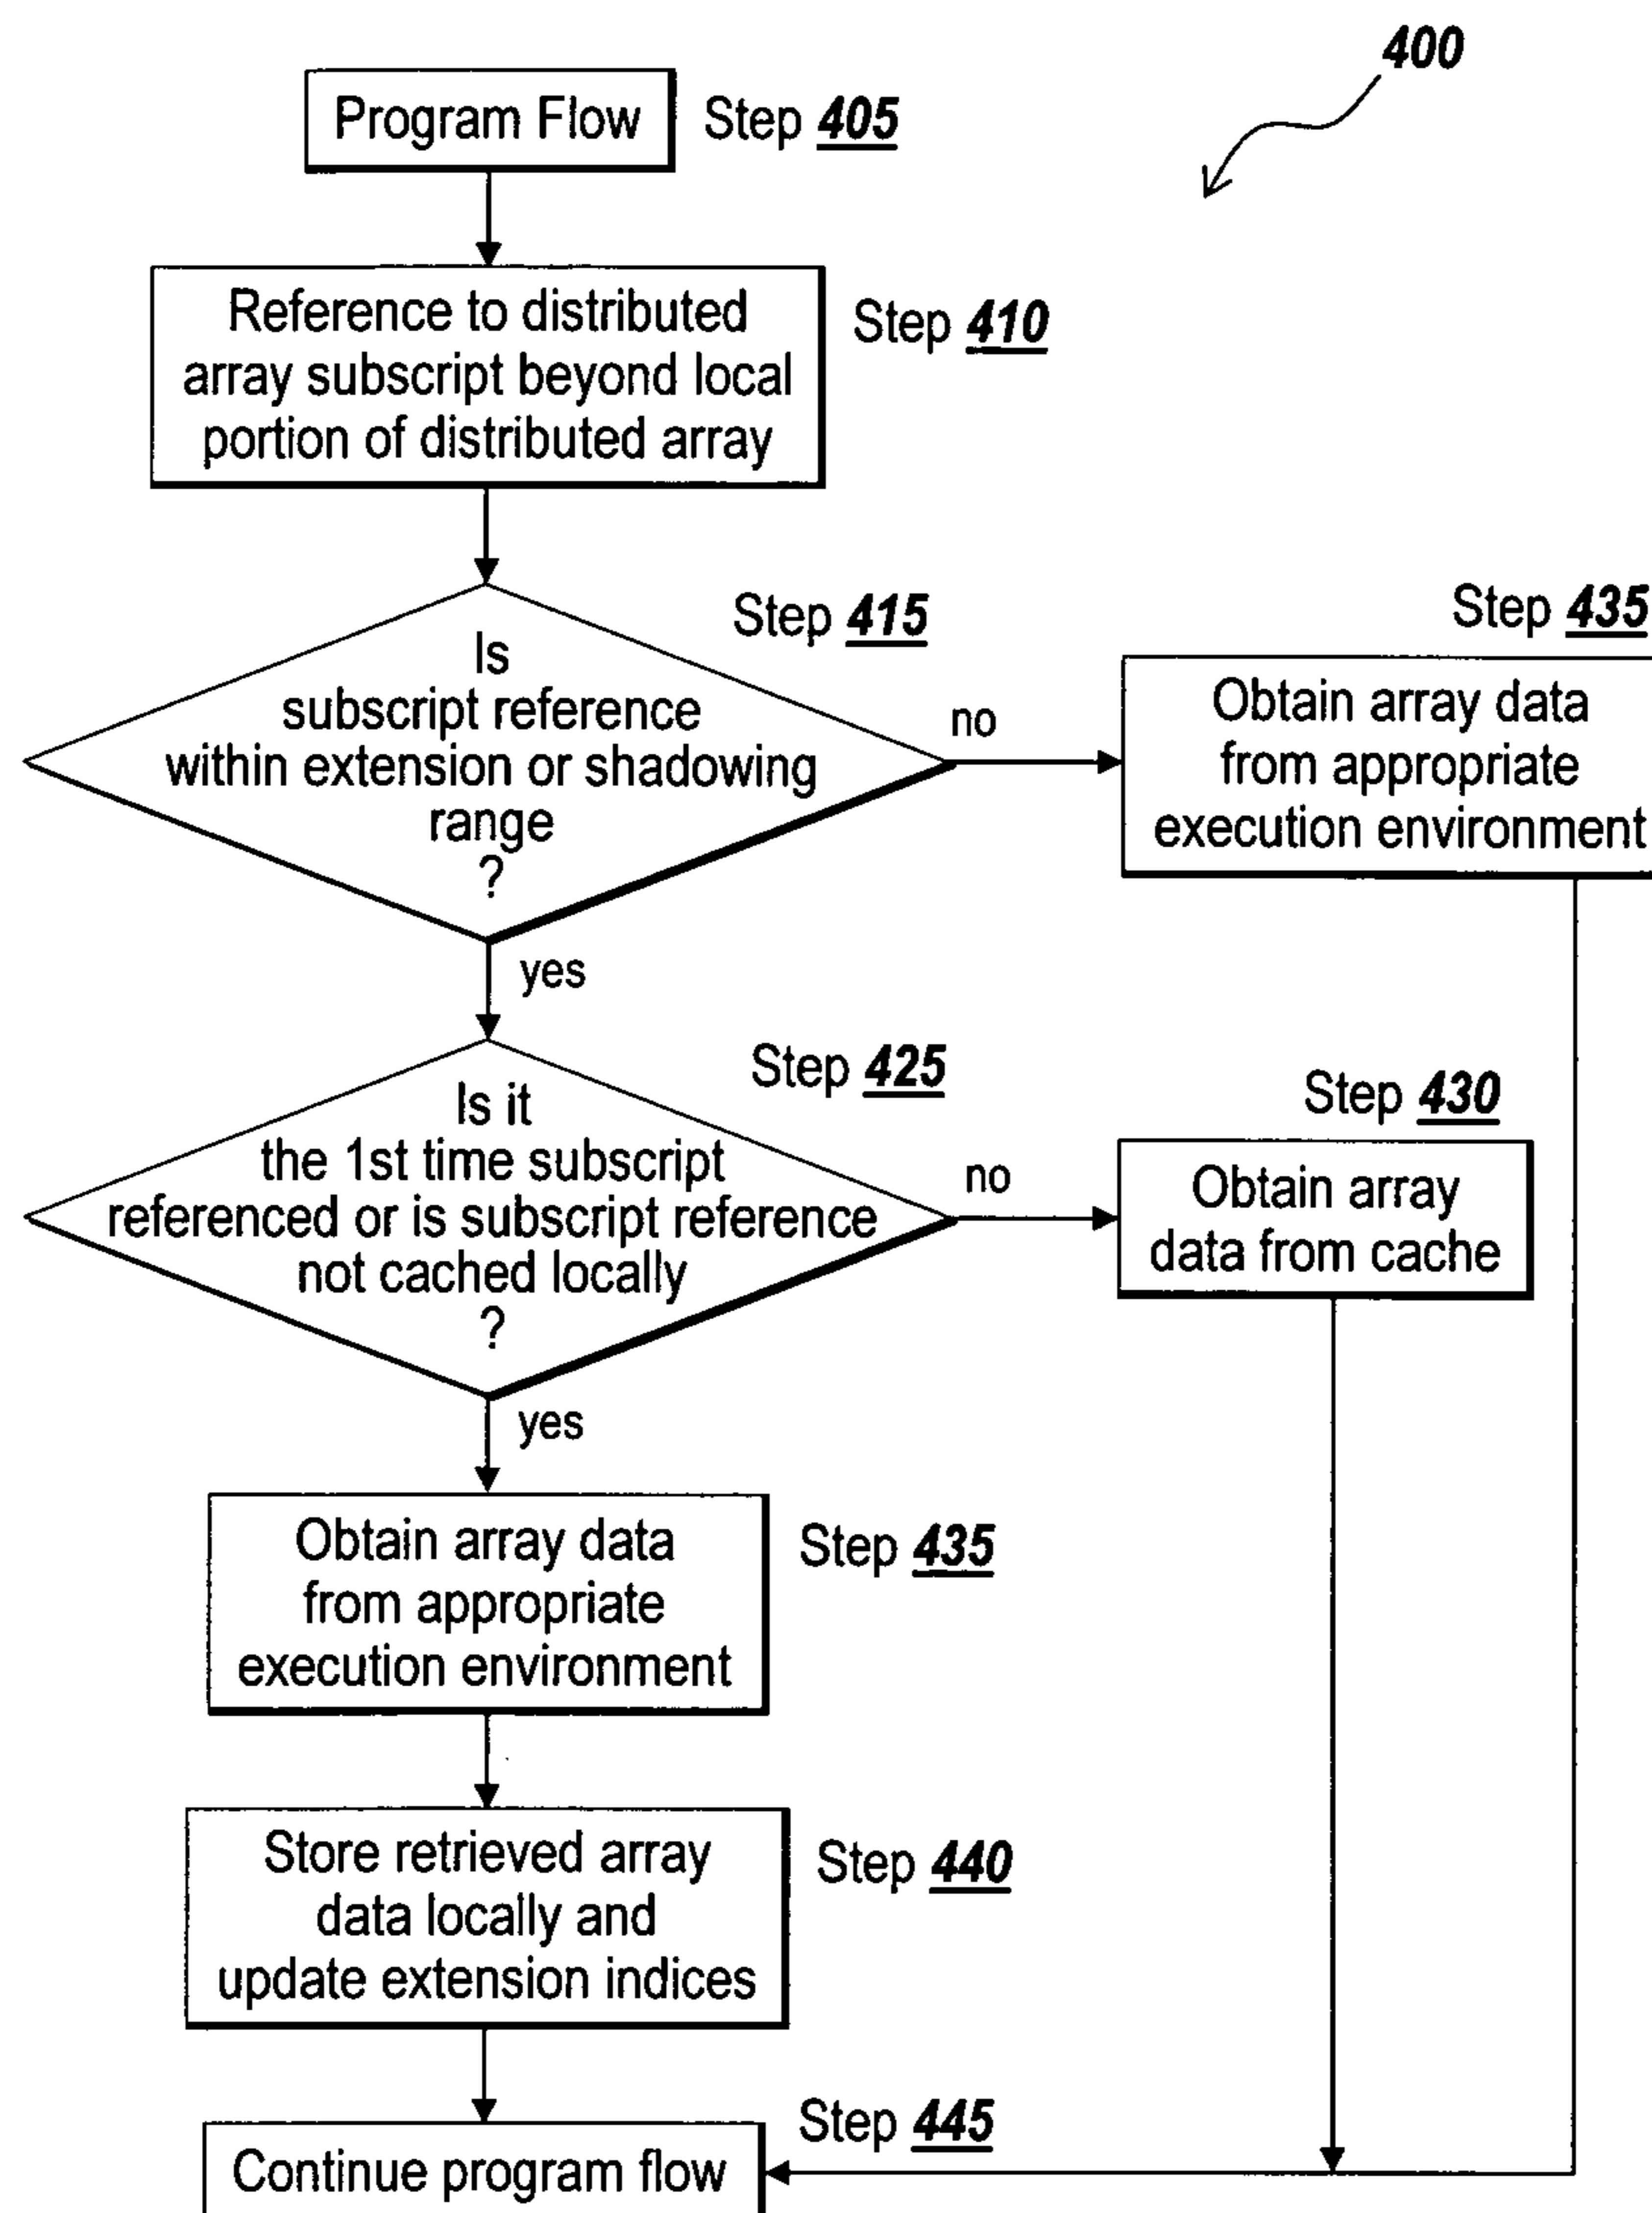 400
Program Flow
Step 405
Reference to distributed
array subscript beyond local
portion of distributed array
Step 410
Is
subscript reference
within extension or shadowing
range
?
Step 415
no
Step 435
Obtain array data
from appropriate
execution environment
yes
Is it
the 1st time subscript
referenced or is subscript reference
not cached locally
?
Step 425
no
Step 430
Obtain array
data from cache
yes
Obtain array data
from appropriate
execution environment
Step 435
Store retrieved array
data locally and
update extension indices
Step 440
Continue program flow
Step 445